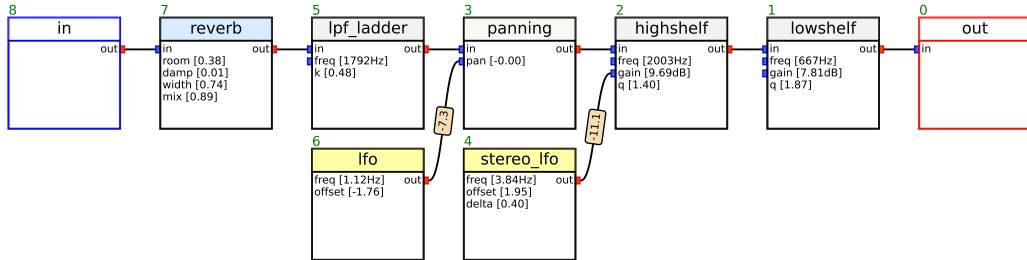 8
in
out
7
reverb
in
out
room [0.38]
damp [0.01]
width [0.74]
mix [0.89]
5
lpf_ladder
in
out
freq [1792Hz]
k [0.48]
3
panning
in
out
pan [-0.00]
2
highshelf
in
out
freq [2003Hz]
gain [9.69dB]
q [1.40]
1
lowshelf
in
out
freq [667Hz]
gain [7.81dB]
q [1.87]
0
out
in
-7.3
-11.1
6
lfo
freq [1.12Hz]
out
offset [-1.76]
4
stereo_lfo
freq [3.84Hz]
out
offset [1.95]
delta [0.40]